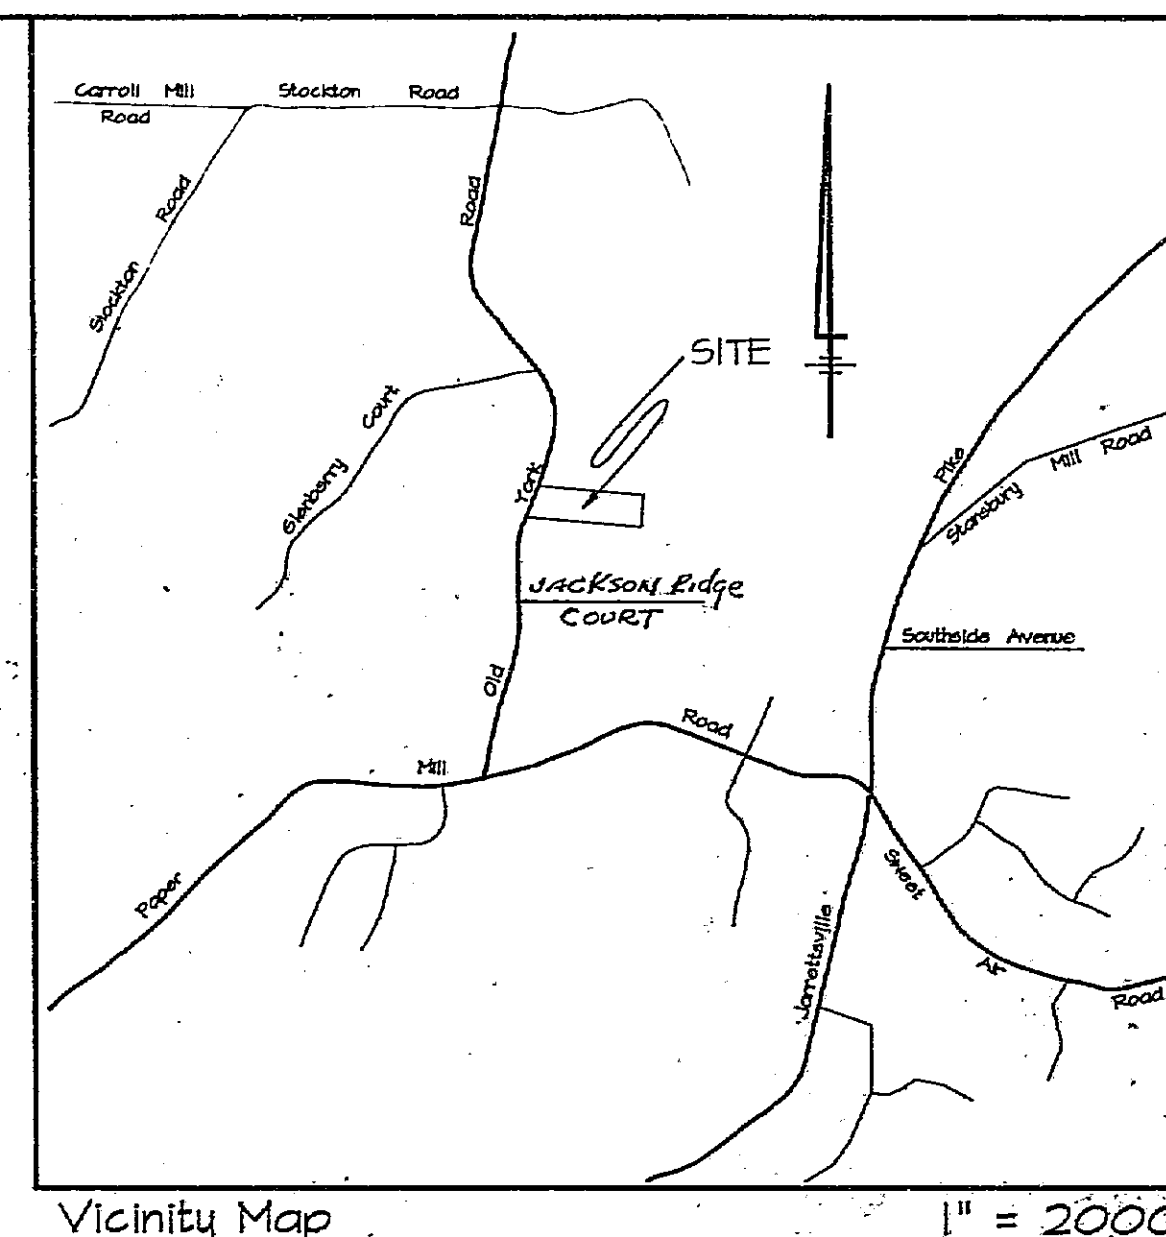 Carroll Mill
Road
Stockton Road
Stockton Road
Old York Road
SITE
Glenberry Court
JACKSON Ridge
COURT
Pike
Stansbury Mill Road
Southside Avenue
Paper Mill Road
Sweet Air Road
Jarrettsville
Vicinity Map
1" = 2000